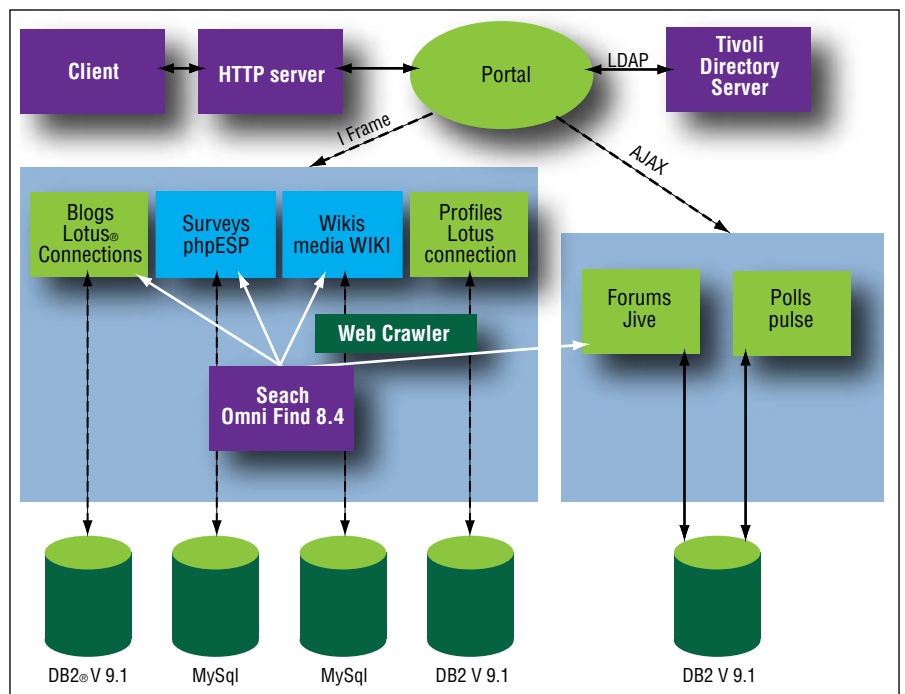 Client
HTTP server
Portal
LDAP
Tivoli
Directory
Server
I Frame
AJAX
Blogs
Lotus®
Connections
Surveys
phpESP
Wikis
media WIKI
Profiles
Lotus
connection
Forums
Jive
Polls
pulse
Web Crawler
Seach
Omni Find 8.4
DB2® V 9.1
MySql
MySql
DB2 V 9.1
DB2 V 9.1